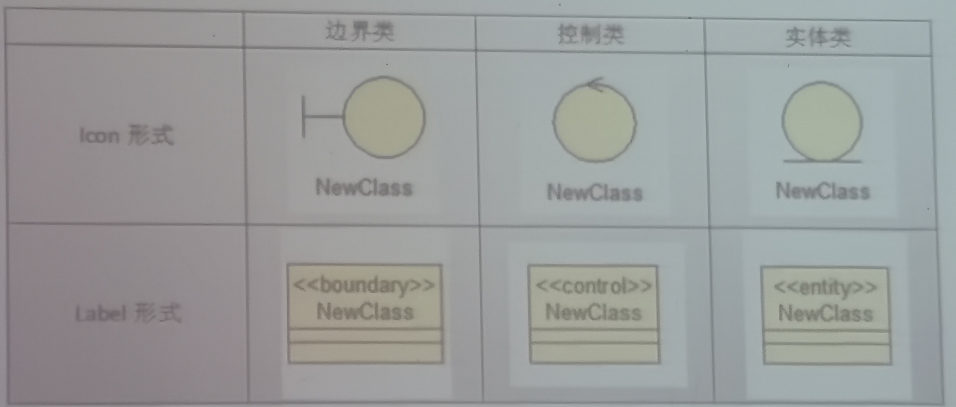 边界类 控制类 实体类
Icon 形式
NewClass NewClass NewClass
Label 形式
<<boundary>> <<control>> <<entity>>
NewClass NewClass NewClass